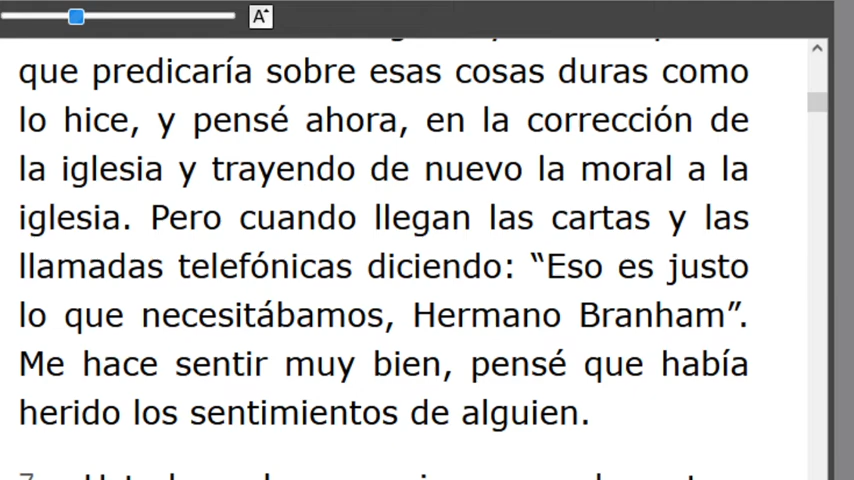 A
que predicaría sobre esas cosas duras como
lo hice, y pensé ahora, en la corrección de
la iglesia y trayendo de nuevo la moral a la
iglesia. Pero cuando llegan las cartas y las
llamadas telefónicas diciendo: “Eso es justo
lo que necesitábamos, Hermano Branham”.
Me hace sentir muy bien, pensé que había
herido los sentimientos de alguien.
7